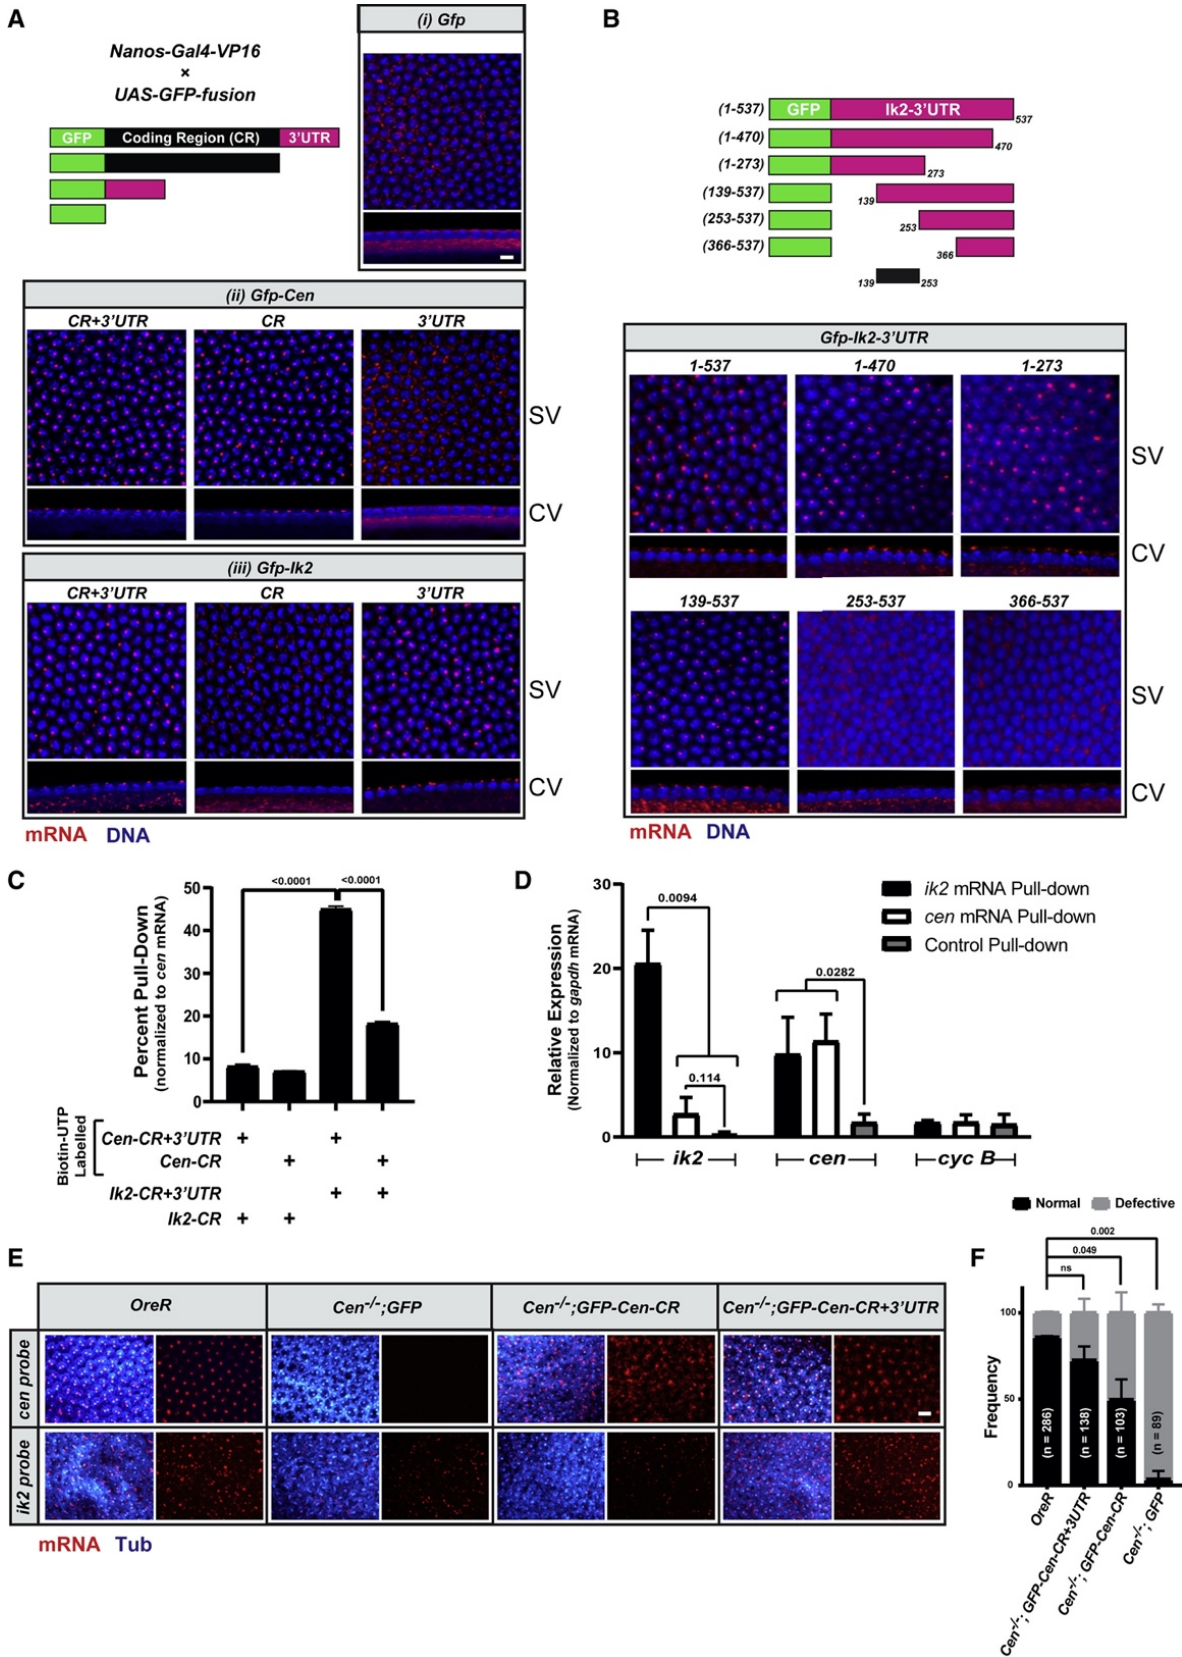 A
Nanos-Gal4-VP16
×
UAS-GFP-fusion
GFP Coding Region (CR) 3'UTR
(i) Gfp
(ii) Gfp-Cen
CR+3'UTR CR 3'UTR
SV
CV
(iii) Gfp-Ik2
CR+3'UTR CR 3'UTR
SV
CV
mRNA DNA
B
(1-537) GFP Ik2-3'UTR 537
(1-470) 470
(1-273) 273
(139-537) 139
(253-537) 253
(366-537) 366
139 253
Gfp-Ik2-3'UTR
1-537 1-470 1-273
SV
CV
139-537 253-537 366-537
SV
CV
mRNA DNA
C
Percent Pull-Down
(normalized to cen mRNA)
50
40
30
20
10
0
<0.0001 <0.0001
Biotin-UTP
Labelled
Cen-CR+3'UTR + +
Cen-CR + +
Ik2-CR+3'UTR + +
Ik2-CR + +
D
Relative Expression
(Normalized to gapdh mRNA)
30
20
10
0
0.0094
0.114
0.0282
ik2 mRNA Pull-down
cen mRNA Pull-down
Control Pull-down
ik2 cen cyc B
E
OreR Cen-/-;GFP Cen-/-;GFP-Cen-CR Cen-/-;GFP-Cen-CR+3'UTR
cen probe
ik2 probe
mRNA Tub
F
Normal Defective
0.002
0.049
ns
Frequency
100
50
0
(n = 286) (n = 138) (n = 103) (n = 89)
OreR
Cen-/-; GFP-Cen-CR+3UTR
Cen-/-; GFP-Cen-CR
Cen-/-; GFP